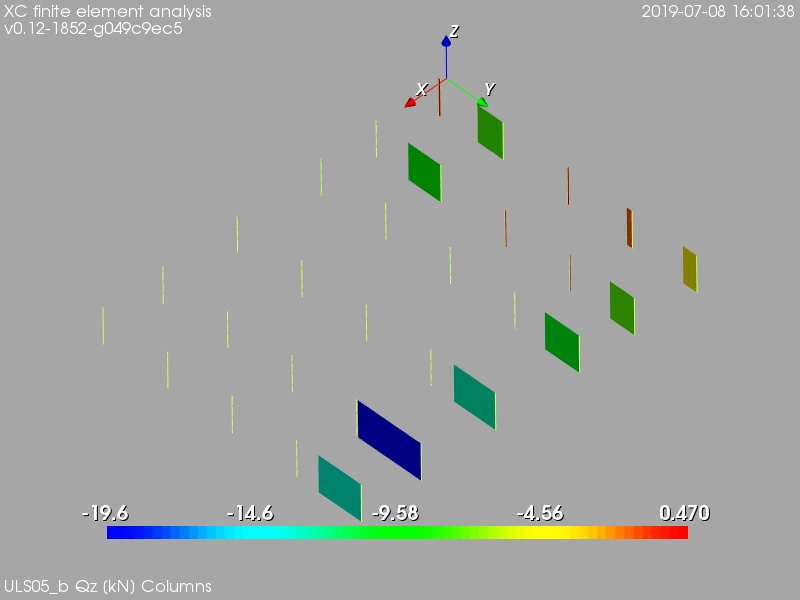 XC finite element analysis
v0.12-1852-g049c9ec5
2019-07-08 16:01:38
Z
X
Y
-19.6 -14.6 -9.58 -4.56 0.470
ULS05_b Qz (kN) Columns